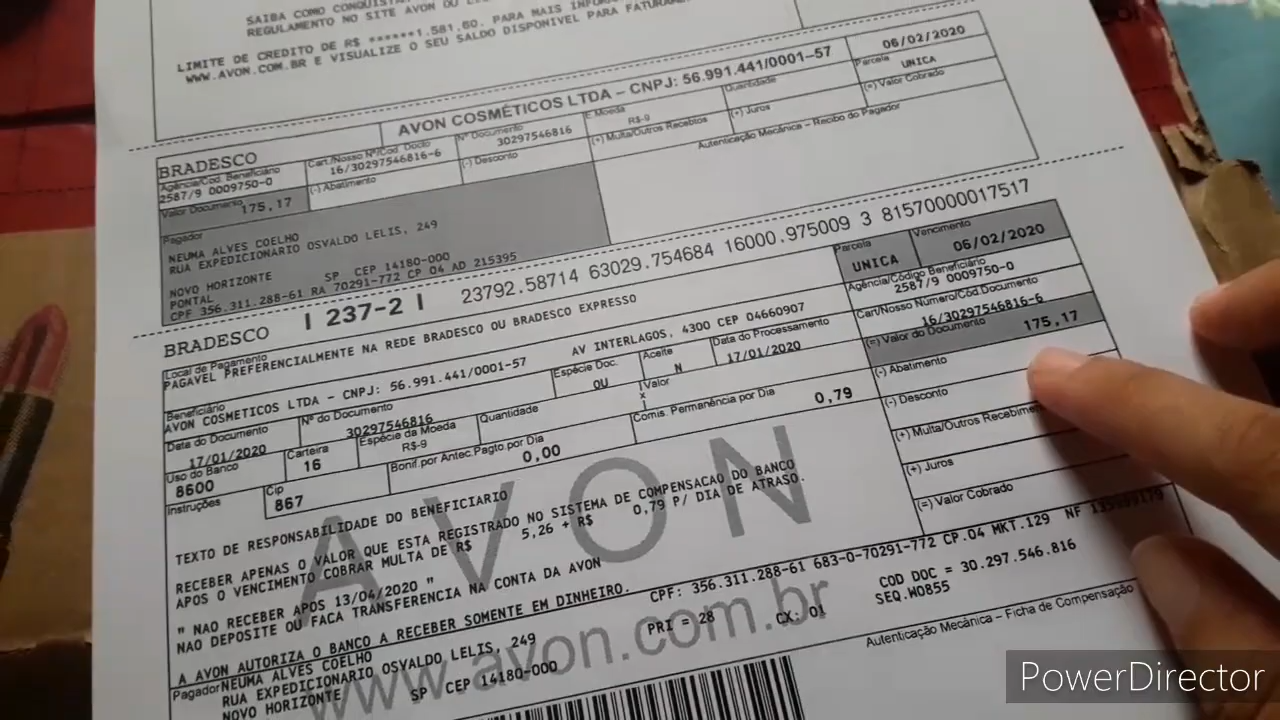 SAIBA COMO
REGULAMENTO NO SITE AVON OU
LIMITE DE CREDITO DE R$ ******1.581,60. PARA MAIS
WWW.AVON.COM.BR E VISUALIZE O SEU SALDO DISPONIVEL PARA
AVON COSMÉTICOS LTDA - CNPJ: 56.991.441/0001-57
06/02/2020
BRADESCO
Agência/Cód. Beneficiário
2587/9 0009750-0
Cart./Nosso Nº/Cod. Docto
16/30297546816-6
Nº Documento
30297546816
E.Moeda
R$-9
Quantidade
Parcela
UNICA
Valor Documento
175,17
(-) Abatimento
(-) Desconto
(+) Multa/Outros Recebtos
(+) Juros
(=) Valor Cobrado
Autenticação Mecânica - Recibo do Pagador
Pagador
NEUMA ALVES COELHO
RUA EXPEDICIONARIO OSVALDO LELIS, 249
NOVO HORIZONTE SP CEP 14180-000
PONTAL
CPF 356.311.288-61 RA 70291-772 CP 04 AD 215395
BRADESCO | 237-2 | 23792.58714 63029.754684 16000.975009 3 81570000017517
Local de Pagamento
PAGAVEL PREFERENCIALMENTE NA REDE BRADESCO OU BRADESCO EXPRESSO
Parcela
UNICA
Vencimento
06/02/2020
Beneficiário
AVON COSMETICOS LTDA - CNPJ: 56.991.441/0001-57 AV INTERLAGOS, 4300 CEP 04660907
Agência/Código Beneficiário
2587/9 0009750-0
Data do Documento
17/01/2020
Nº do Documento
30297546816
Espécie Doc.
OU
Aceite
N
Data do Processamento
17/01/2020
Cart/Nosso Número/Cód.Documento
16/30297546816-6
Uso do Banco
8600
Carteira
16
Espécie da Moeda
R$-9
Quantidade
Valor
x
(=) Valor do Documento
175,17
Instruções
Cip
867
Bonif.por Antec.Pagto.por Dia
0,00
Comis. Permanência por Dia
0,79
(-) Abatimento
(-) Desconto
(+) Multa/Outros
(+) Juros
(=) Valor Cobrado
AVON
www.avon.com.br
TEXTO DE RESPONSABILIDADE DO BENEFICIARIO
RECEBER APENAS O VALOR QUE ESTA REGISTRADO NO SISTEMA DE COMPENSACAO DO BANCO
APOS O VENCIMENTO COBRAR MULTA DE R$ 5,26 + R$ 0,79 P/ DIA DE ATRASO.
" NAO RECEBER APOS 13/04/2020 "
NAO DEPOSITE OU FACA TRANSFERENCIA NA CONTA DA AVON
A AVON AUTORIZA O BANCO A RECEBER SOMENTE EM DINHEIRO.
CPF: 356.311.288-61 683-0-70291-772 CP.04 MKT.129 NF
Pagador NEUMA ALVES COELHO
RUA EXPEDICIONARIO OSVALDO LELIS, 249
NOVO HORIZONTE SP CEP 14180-000
PRI = 28 CX: 01
COD DOC = 30.297.546.816
SEQ.W0855
Autenticação Mecânica - Ficha de Compensação
PowerDirector